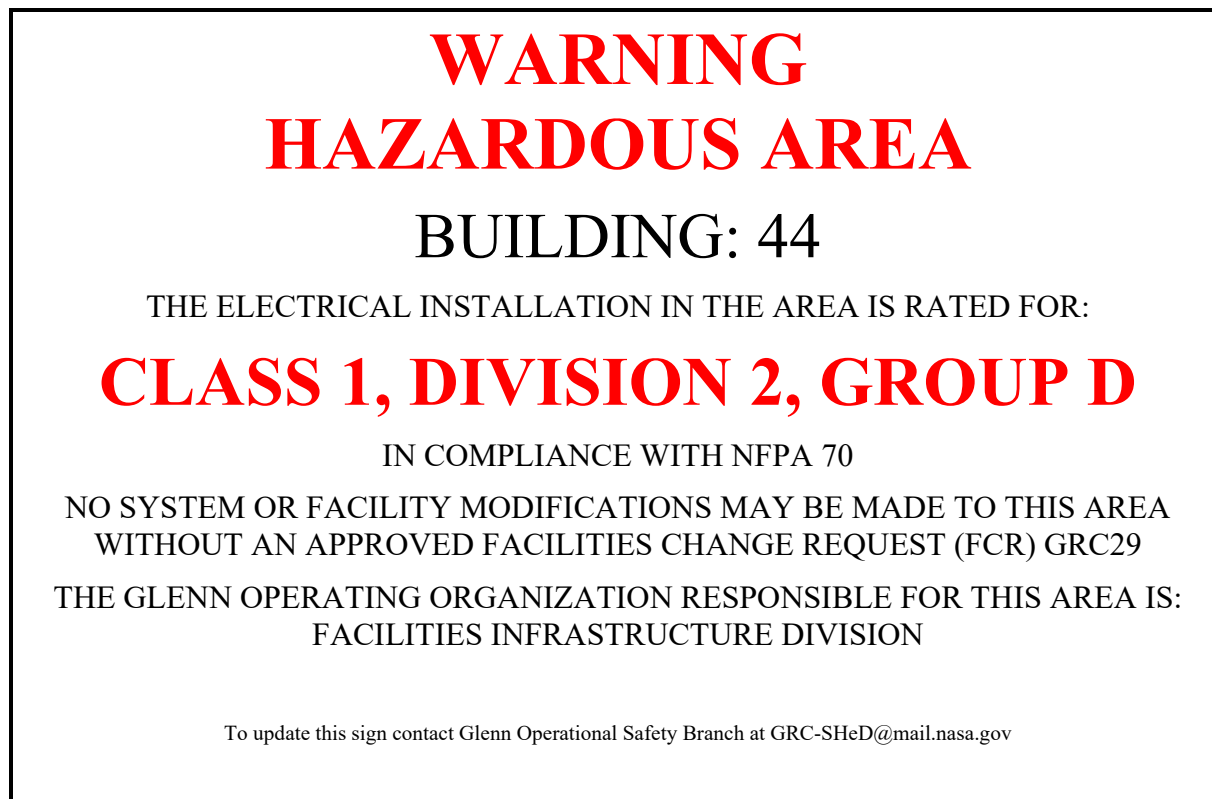 WARNING
HAZARDOUS AREA
BUILDING: 44
THE ELECTRICAL INSTALLATION IN THE AREA IS RATED FOR:
CLASS 1, DIVISION 2, GROUP D
IN COMPLIANCE WITH NFPA 70
NO SYSTEM OR FACILITY MODIFICATIONS MAY BE MADE TO THIS AREA
WITHOUT AN APPROVED FACILITIES CHANGE REQUEST (FCR) GRC29
THE GLENN OPERATING ORGANIZATION RESPONSIBLE FOR THIS AREA IS:
FACILITIES INFRASTRUCTURE DIVISION
To update this sign contact Glenn Operational Safety Branch at GRC-SHeD@mail.nasa.gov